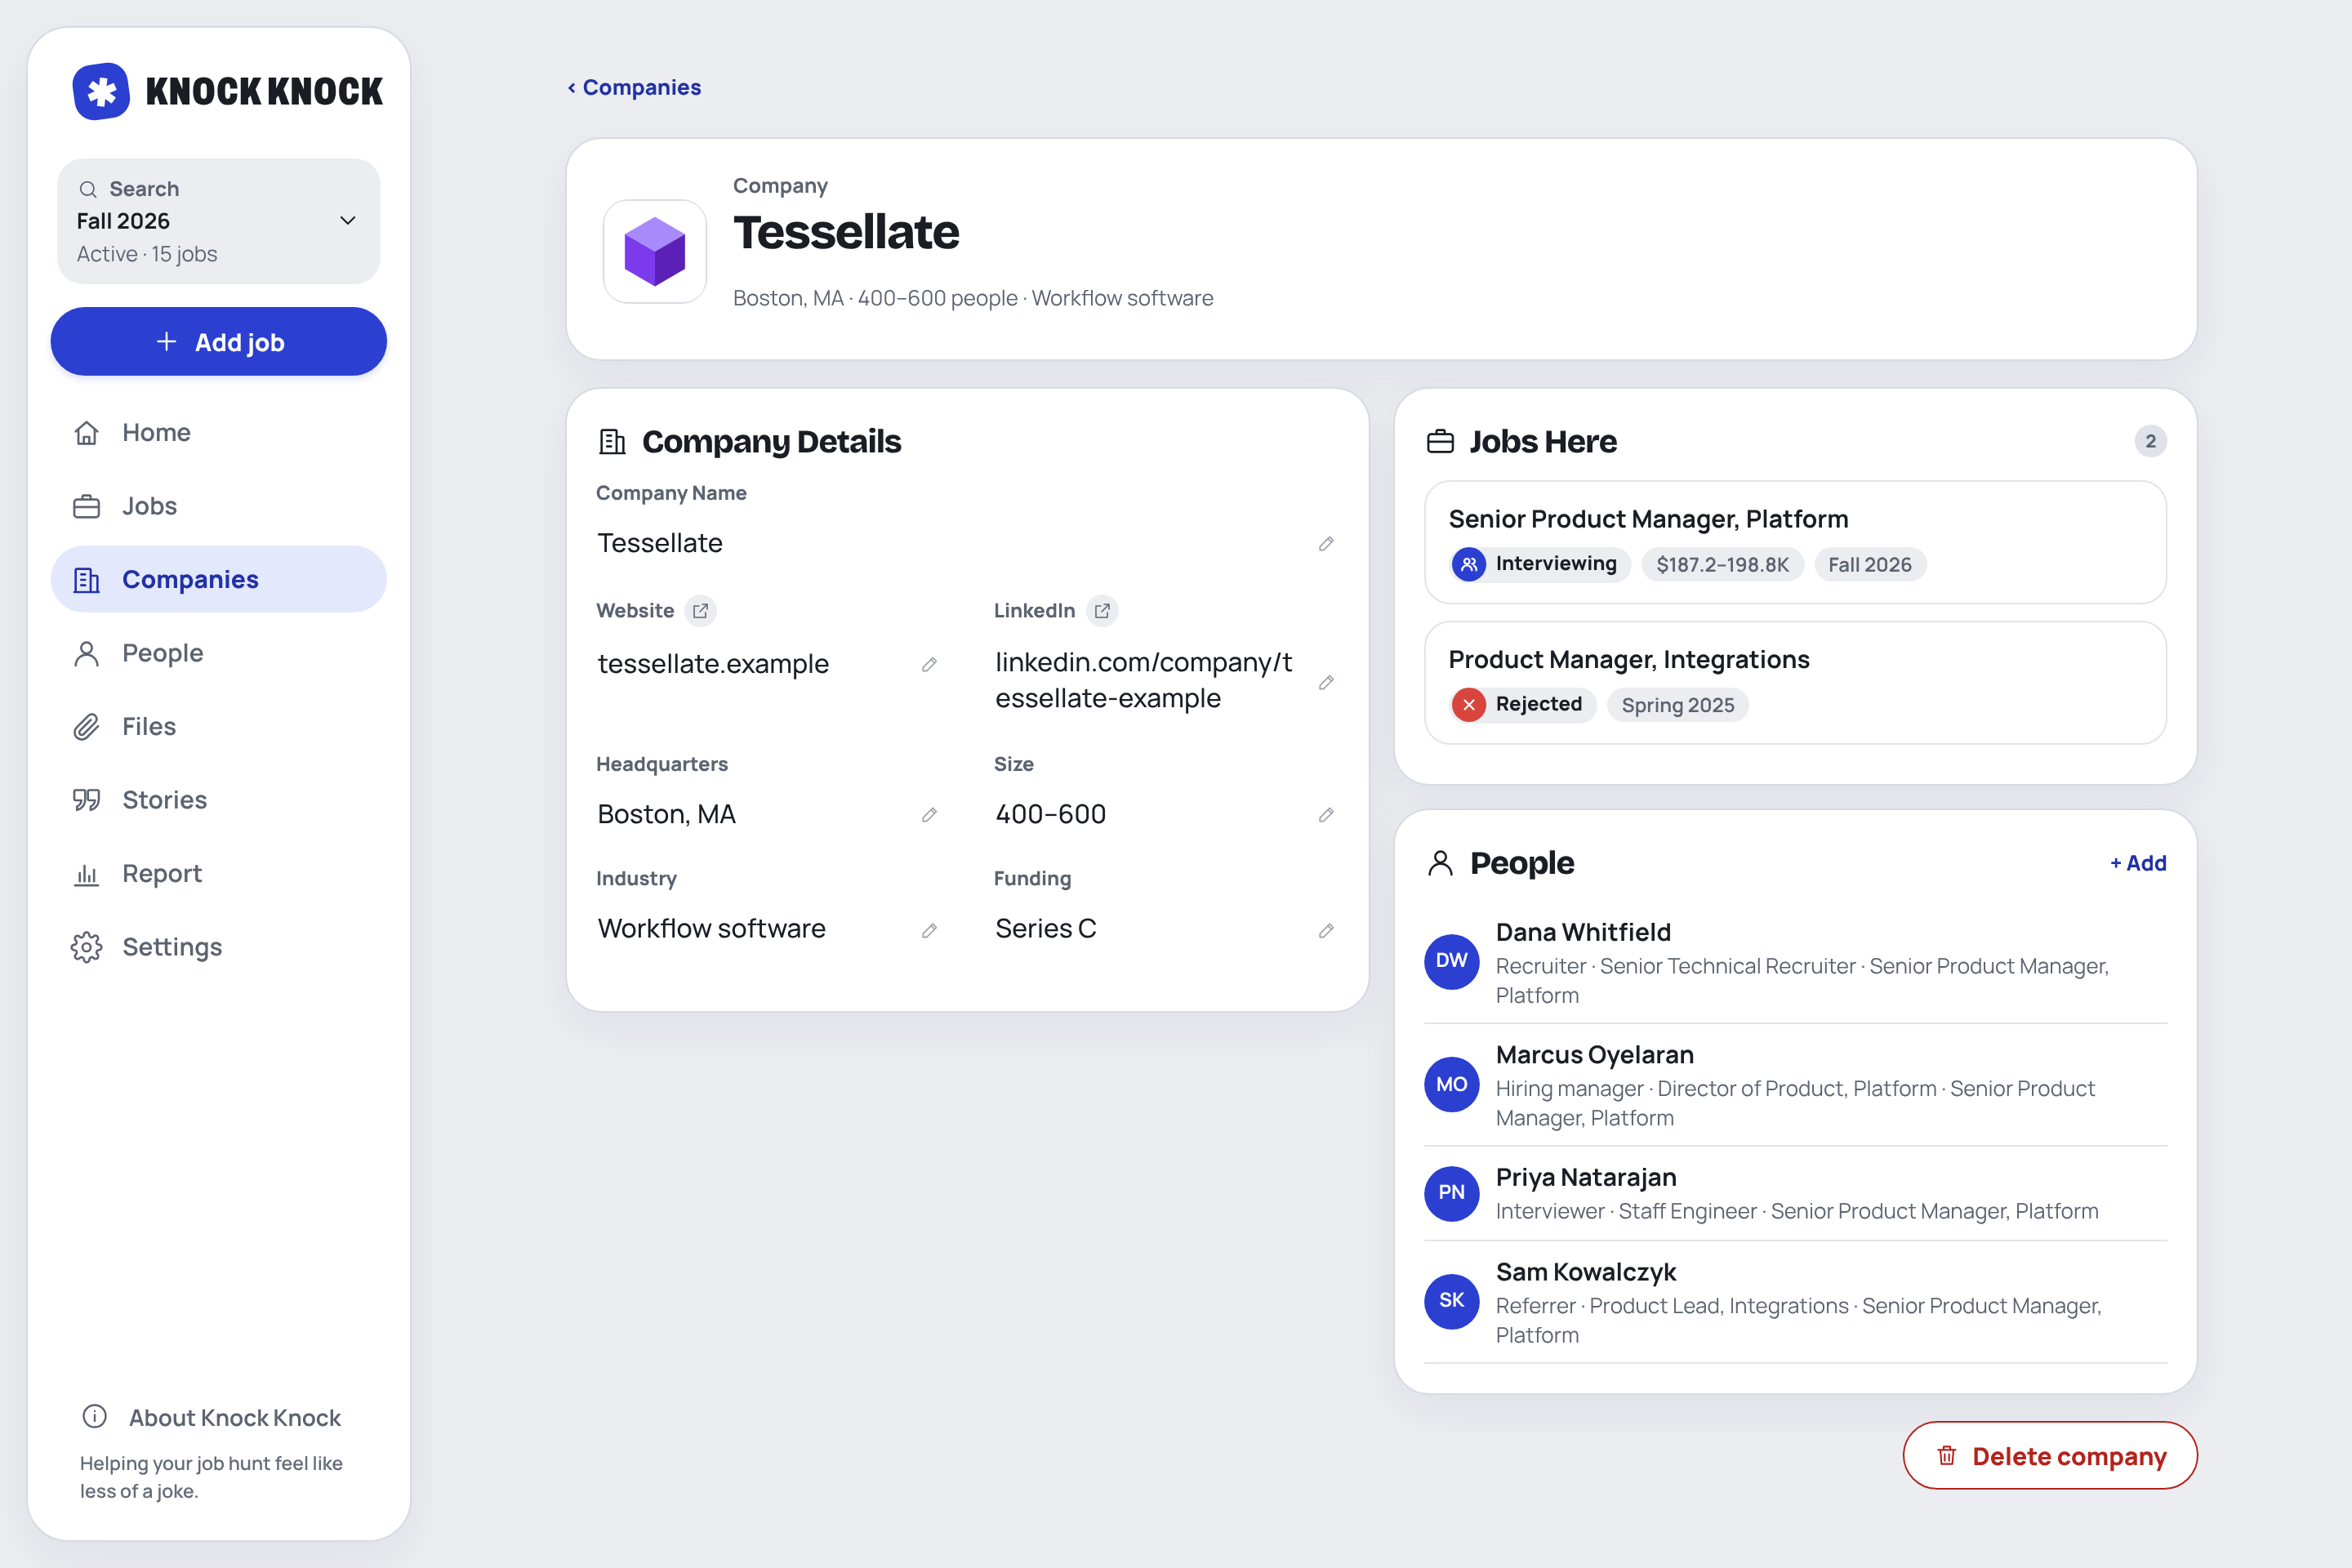 KNOCK KNOCK
Search
Fall 2026
Active · 15 jobs
+ Add job
Home
Jobs
Companies
People
Files
Stories
Report
Settings
About Knock Knock
Helping your job hunt feel like
less of a joke.
‹ Companies
Company
Tessellate
Boston, MA · 400–600 people · Workflow software
Company Details
Company Name
Tessellate
Website
tessellate.example
LinkedIn
linkedin.com/company/t
essellate-example
Headquarters
Boston, MA
Size
400–600
Industry
Workflow software
Funding
Series C
Jobs Here
2
Senior Product Manager, Platform
Interviewing
$187.2–198.8K
Fall 2026
Product Manager, Integrations
Rejected
Spring 2025
People
+ Add
DW
Dana Whitfield
Recruiter · Senior Technical Recruiter · Senior Product Manager,
Platform
MO
Marcus Oyelaran
Hiring manager · Director of Product, Platform · Senior Product
Manager, Platform
PN
Priya Natarajan
Interviewer · Staff Engineer · Senior Product Manager, Platform
SK
Sam Kowalczyk
Referrer · Product Lead, Integrations · Senior Product Manager,
Platform
Delete company